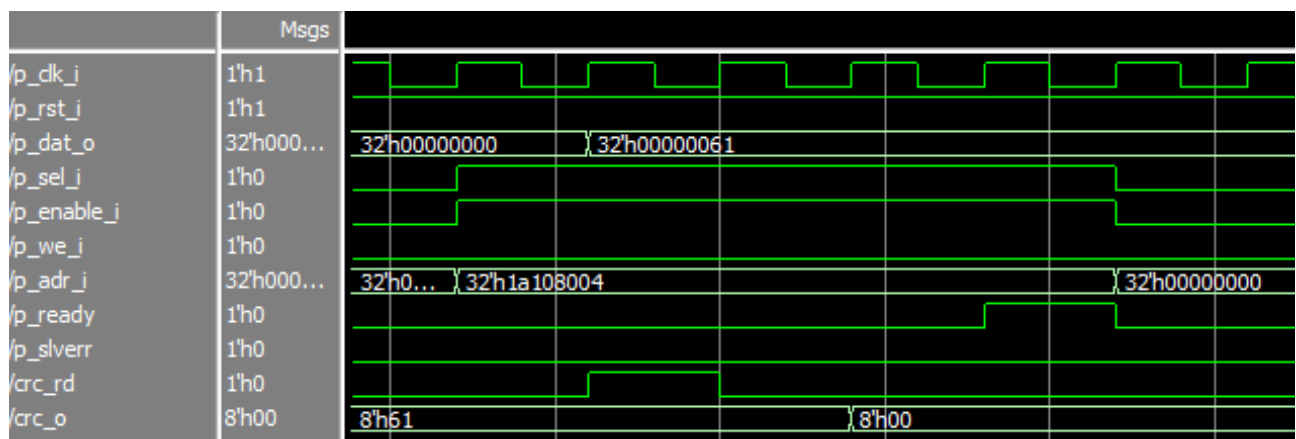 Msgs
/p_clk_i 1'h1
/p_rst_i 1'h1
/p_dat_o 32'h000... 32'h00000000 32'h00000061
/p_sel_i 1'h0
/p_enable_i 1'h0
/p_we_i 1'h0
/p_adr_i 32'h000... 32'h0... 32'h1a108004 32'h00000000
/p_ready 1'h0
/p_slverr 1'h0
/crc_rd 1'h0
/crc_o 8'h00 8'h61 8'h00